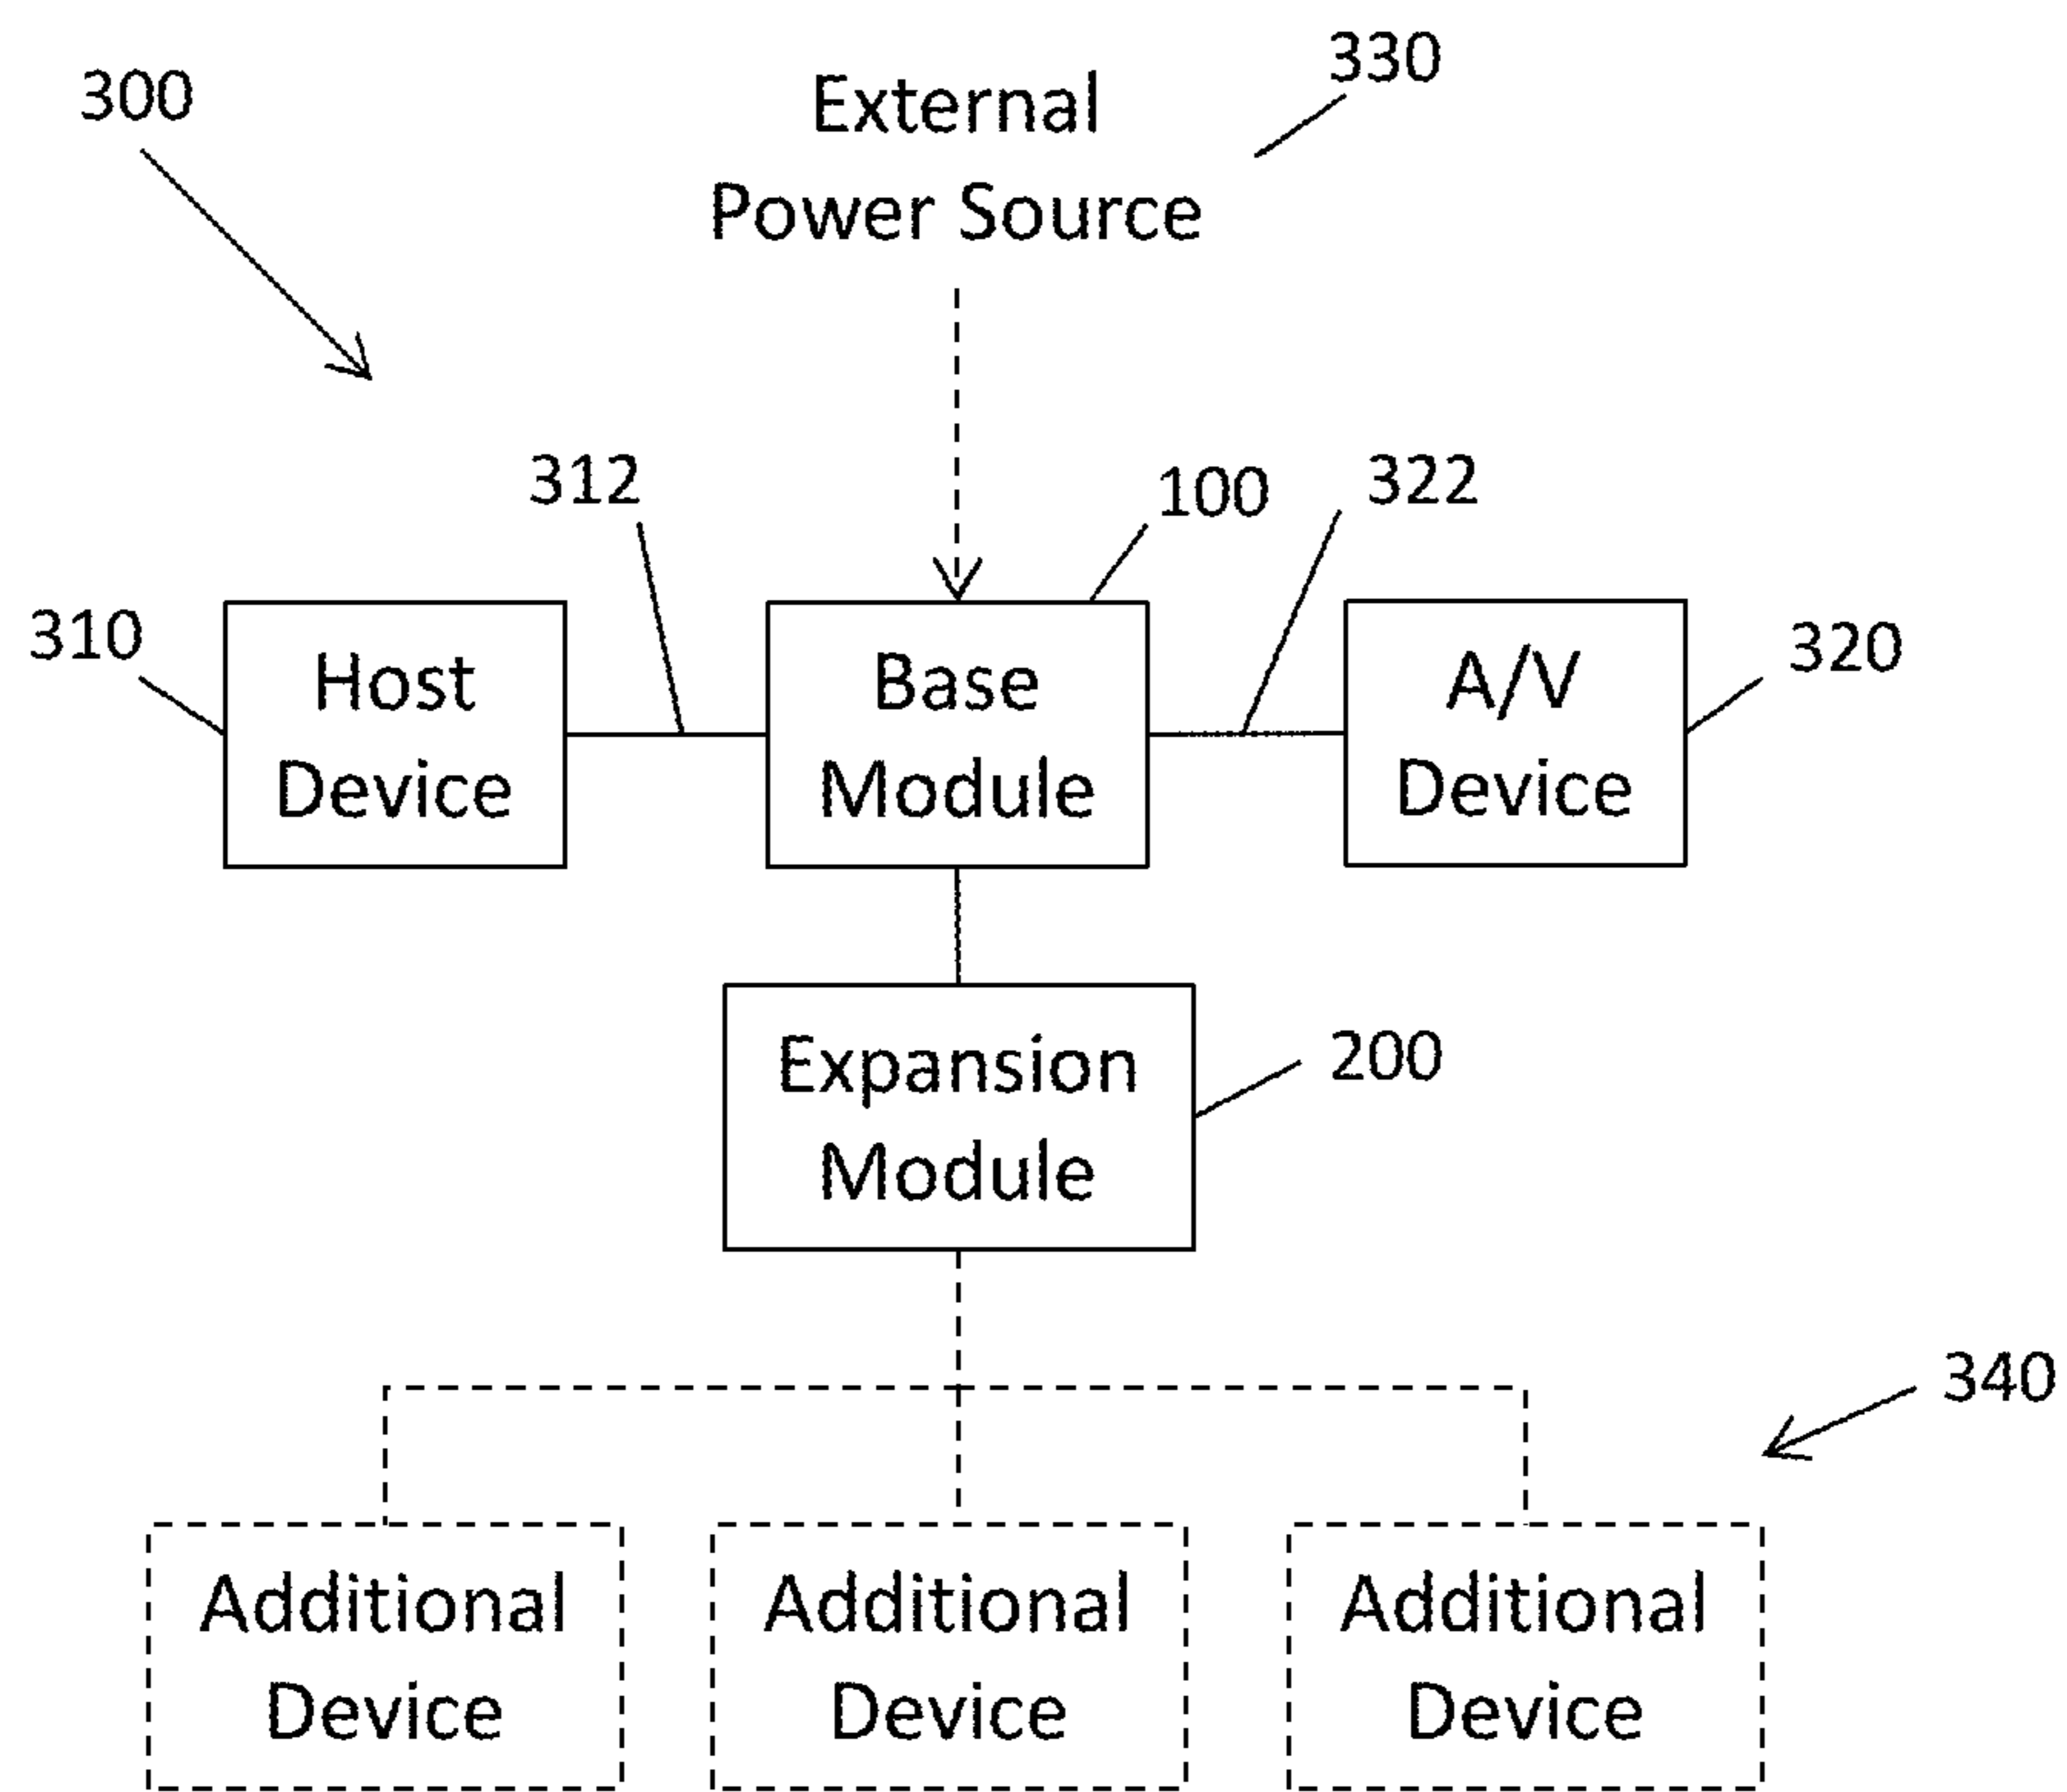 330
300
External
Power Source
312
100
322
310
Host
Device
Base
Module
A/V
Device
320
Expansion
Module
200
340
Additional
Device
Additional
Device
Additional
Device